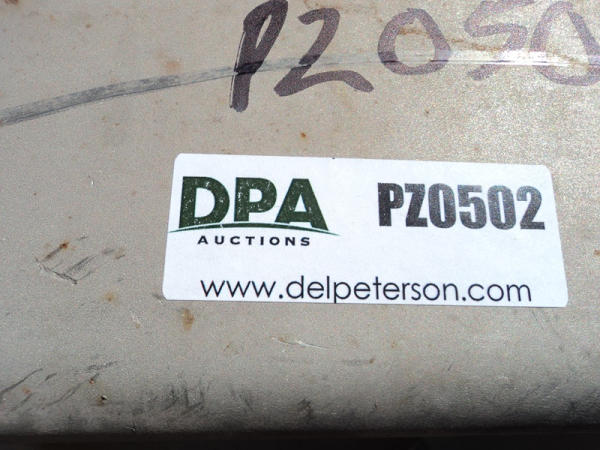 PZ050
DPA
AUCTIONS
PZ0502
www.delpeterson.com